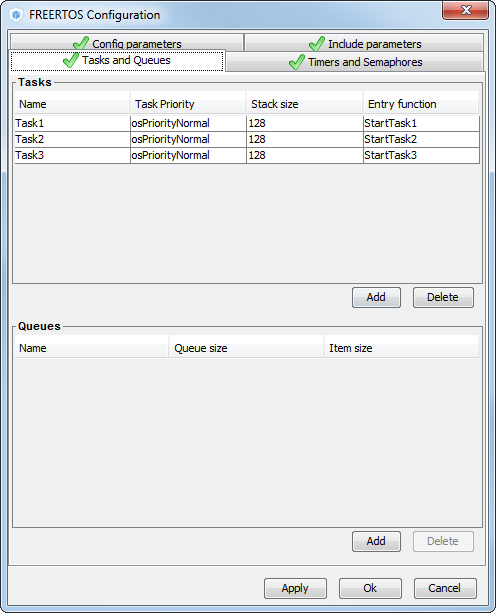 FREERTOS Configuration
Config parameters Include parameters
Tasks and Queues Timers and Semaphores
Tasks
Name Task Priority Stack size Entry function
Task1 osPriorityNormal 128 StartTask1
Task2 osPriorityNormal 128 StartTask2
Task3 osPriorityNormal 128 StartTask3
Add Delete
Queues
Name Queue size Item size
Add Delete
Apply Ok Cancel